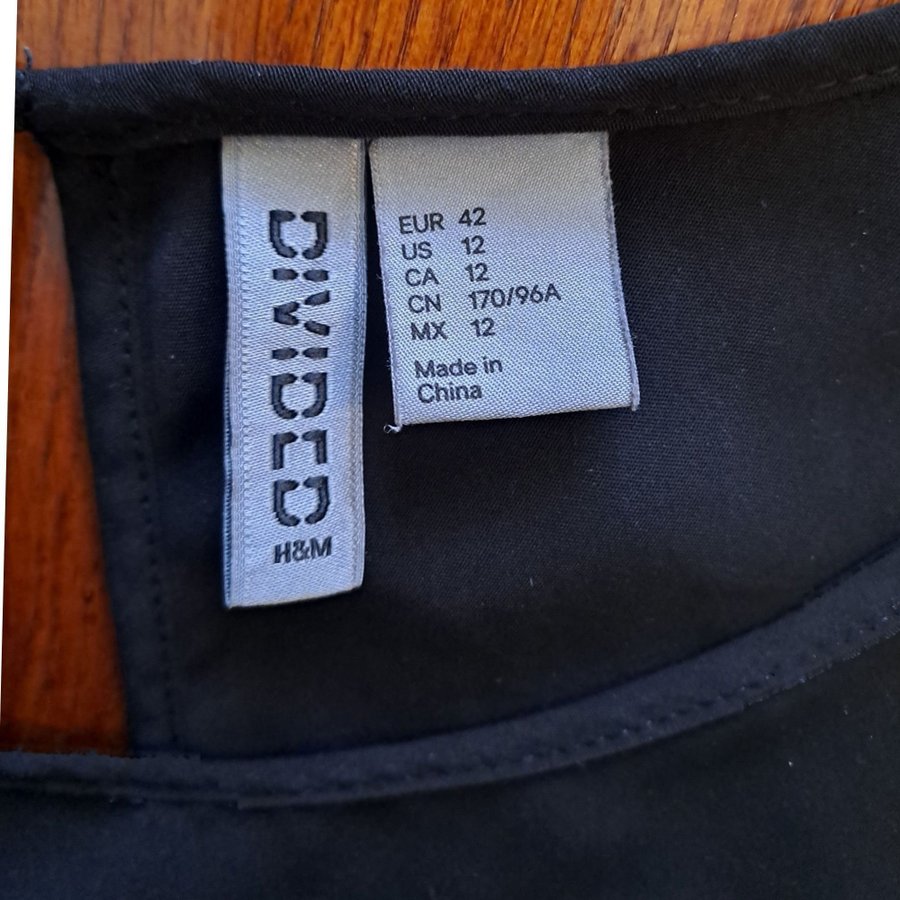 DIVIDED
H&M
EUR 42
US 12
CA 12
CN 170/96A
MX 12
Made in
China